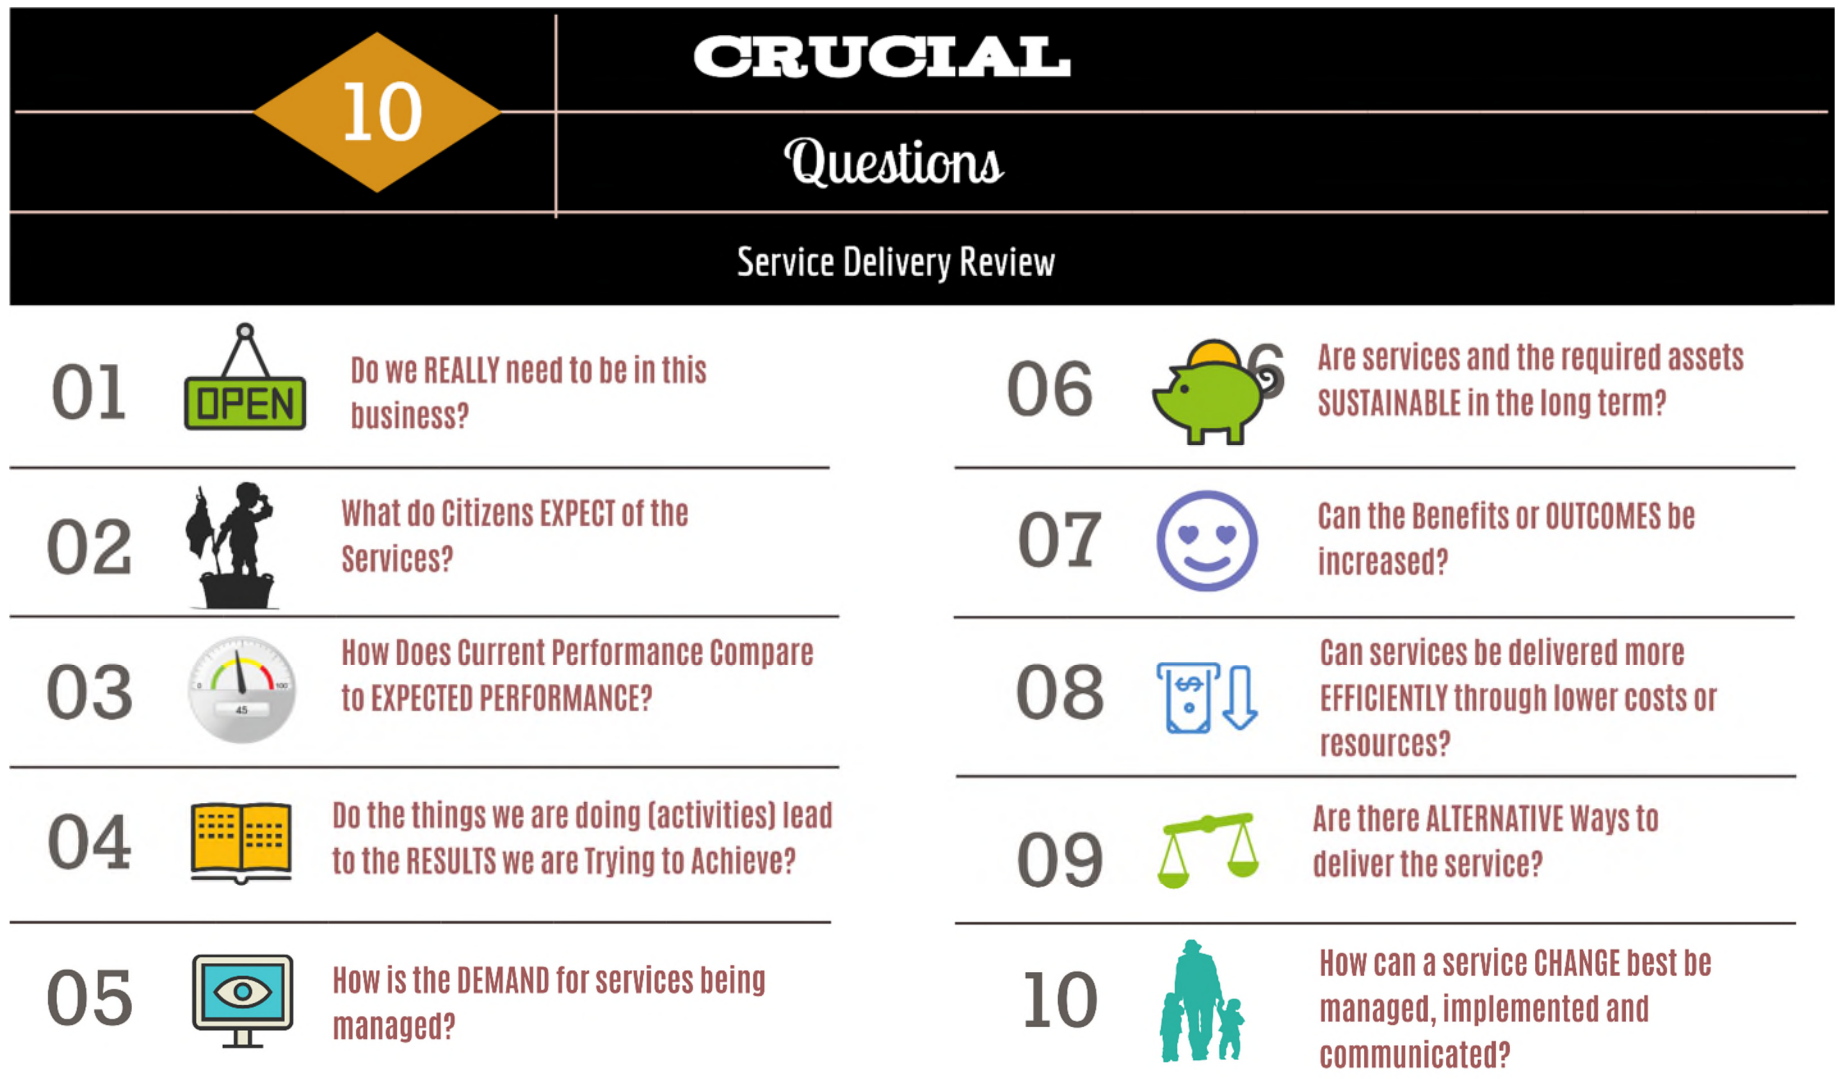 10
CRUCIAL
Questions
Service Delivery Review
01
OPEN
Do we REALLY need to be in this
business?
02
What do Citizens EXPECT of the
Services?
03
0
100
45
How Does Current Performance Compare
to EXPECTED PERFORMANCE?
04
Do the things we are doing (activities) lead
to the RESULTS we are Trying to Achieve?
05
How is the DEMAND for services being
managed?
06
6
Are services and the required assets
SUSTAINABLE in the long term?
07
Can the Benefits or OUTCOMES be
increased?
08
$
Can services be delivered more
EFFICIENTLY through lower costs or
resources?
09
Are there ALTERNATIVE Ways to
deliver the service?
10
How can a service CHANGE best be
managed, implemented and
communicated?